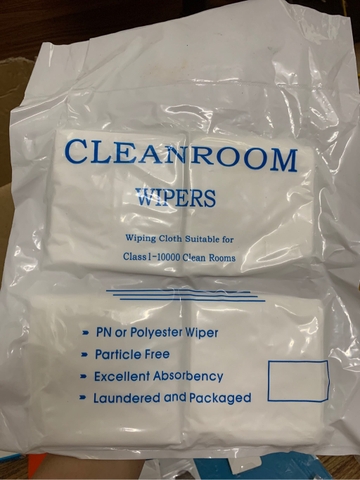 CLEANROOM
WIPERS
Wiping Cloth Suitable for
Class1-10000 Clean Rooms
PN or Polyester Wiper
Particle Free
Excellent Absorbency
Laundered and Packaged